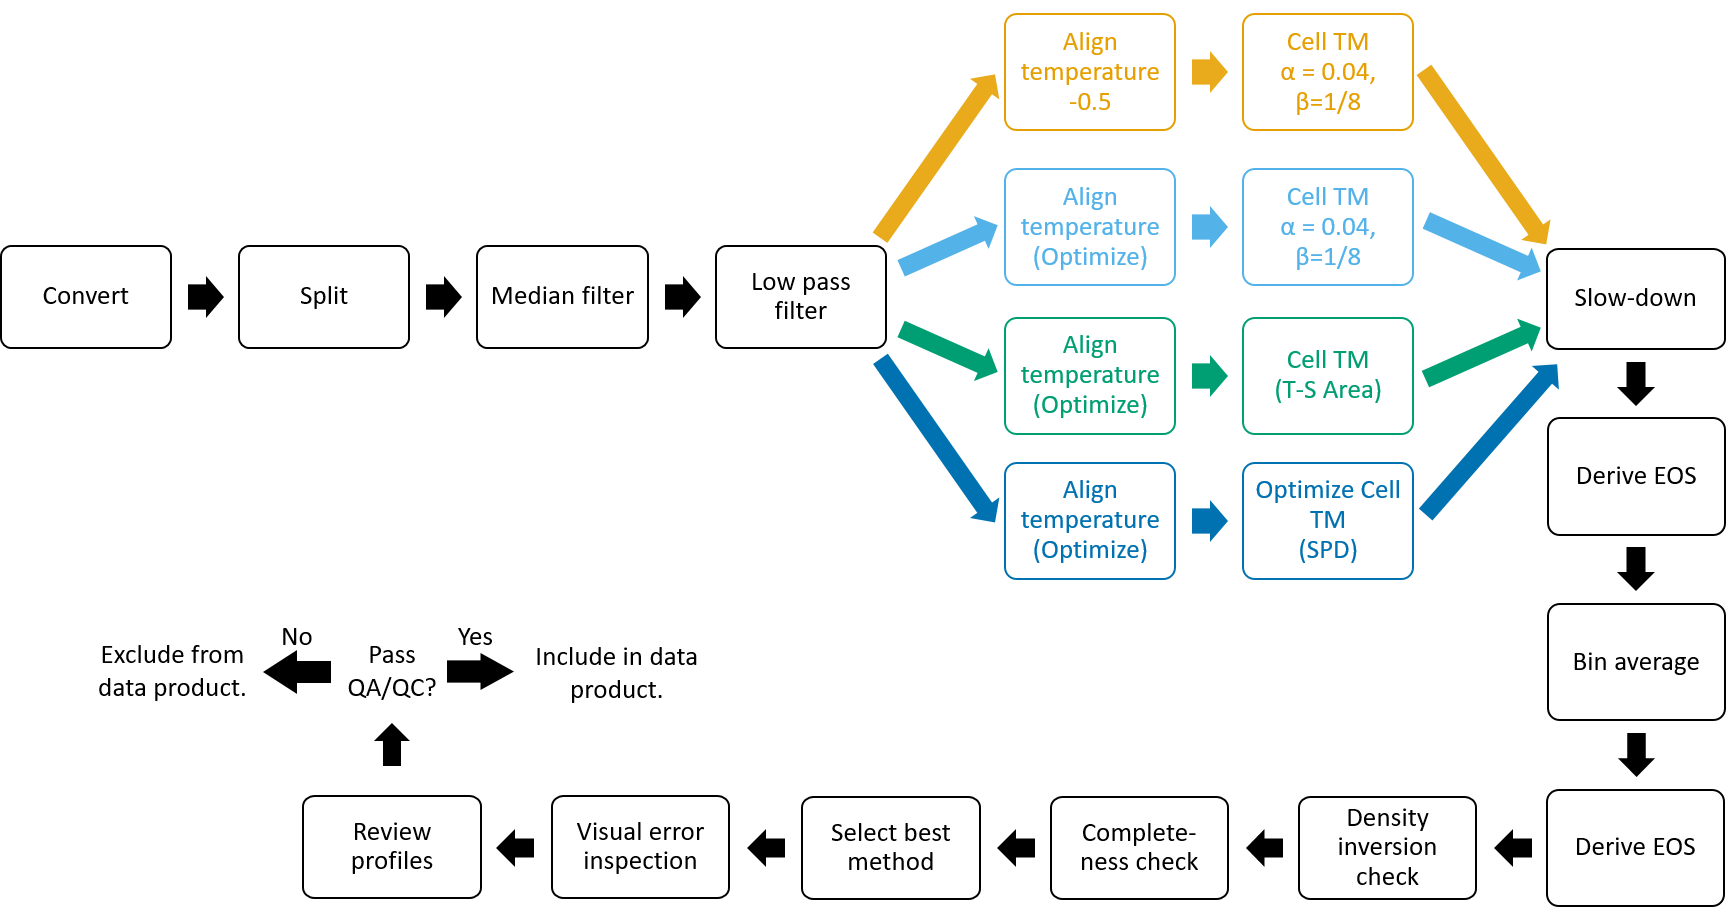 Convert
Split
Median filter
Low pass
filter
Align
temperature
-0.5
Cell TM
α = 0.04,
β=1/8
Align
temperature
(Optimize)
Cell TM
α = 0.04,
β=1/8
Align
temperature
(Optimize)
Cell TM
(T-S Area)
Align
temperature
(Optimize)
Optimize Cell
TM
(SPD)
Slow-down
Derive EOS
Bin average
Derive EOS
Density
inversion
check
Complete-
ness check
Select best
method
Visual error
inspection
Review
profiles
Pass
QA/QC?
No
Exclude from
data product.
Yes
Include in data
product.